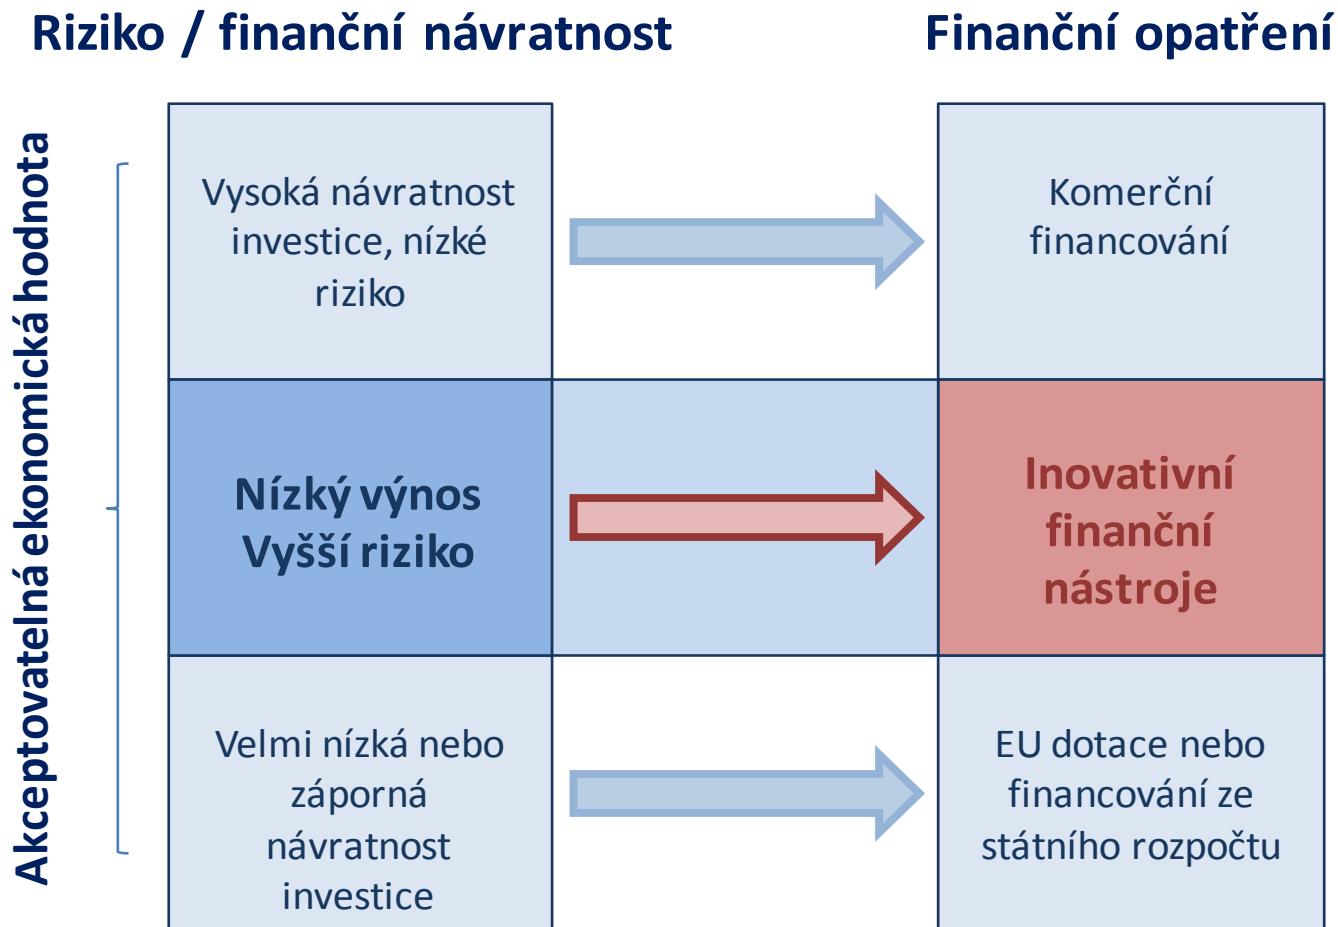 Riziko / finanční návratnost
Finanční opatření
Akceptovatelná ekonomická hodnota
Vysoká návratnost
investice, nízké
riziko
Komerční
financování
Nízký výnos
Vyšší riziko
Inovativní
finanční
nástroje
Velmi nízká nebo
záporná
návratnost
investice
EU dotace nebo
financování ze
státního rozpočtu